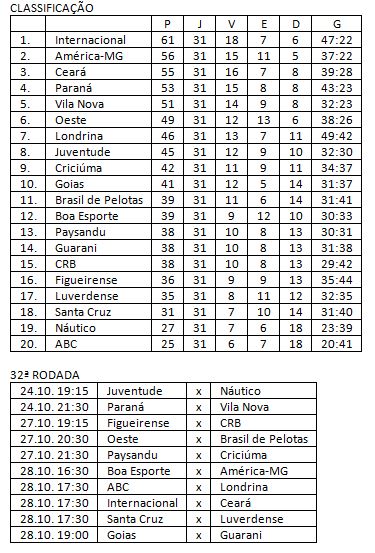 CLASSIFICAÇÃO
P J V E D G
1. Internacional 61 31 18 7 6 47:22
2. América-MG 56 31 15 11 5 37:22
3. Ceará 55 31 16 7 8 39:28
4. Paraná 53 31 15 8 8 43:23
5. Vila Nova 51 31 14 9 8 32:23
6. Oeste 49 31 12 13 6 38:26
7. Londrina 46 31 13 7 11 49:42
8. Juventude 45 31 12 9 10 32:30
9. Criciúma 42 31 11 9 11 34:37
10. Goias 41 31 12 5 14 31:37
11. Brasil de Pelotas 39 31 11 6 14 31:41
12. Boa Esporte 39 31 9 12 10 30:33
13. Paysandu 38 31 10 8 13 30:31
14. Guarani 38 31 10 8 13 31:38
15. CRB 38 31 10 8 13 29:42
16. Figueirense 36 31 9 9 13 35:44
17. Luverdense 35 31 8 11 12 32:35
18. Santa Cruz 31 31 7 10 14 31:40
19. Náutico 27 31 7 6 18 23:39
20. ABC 25 31 6 7 18 20:41
32ª RODADA
24.10. 19:15 Juventude x Náutico
24.10. 21:30 Paraná x Vila Nova
27.10. 19:15 Figueirense x CRB
27.10. 20:30 Oeste x Brasil de Pelotas
27.10. 21:30 Paysandu x Criciúma
28.10. 16:30 Boa Esporte x América-MG
28.10. 17:30 ABC x Londrina
28.10. 17:30 Internacional x Ceará
28.10. 17:30 Santa Cruz x Luverdense
28.10. 19:00 Goias x Guarani